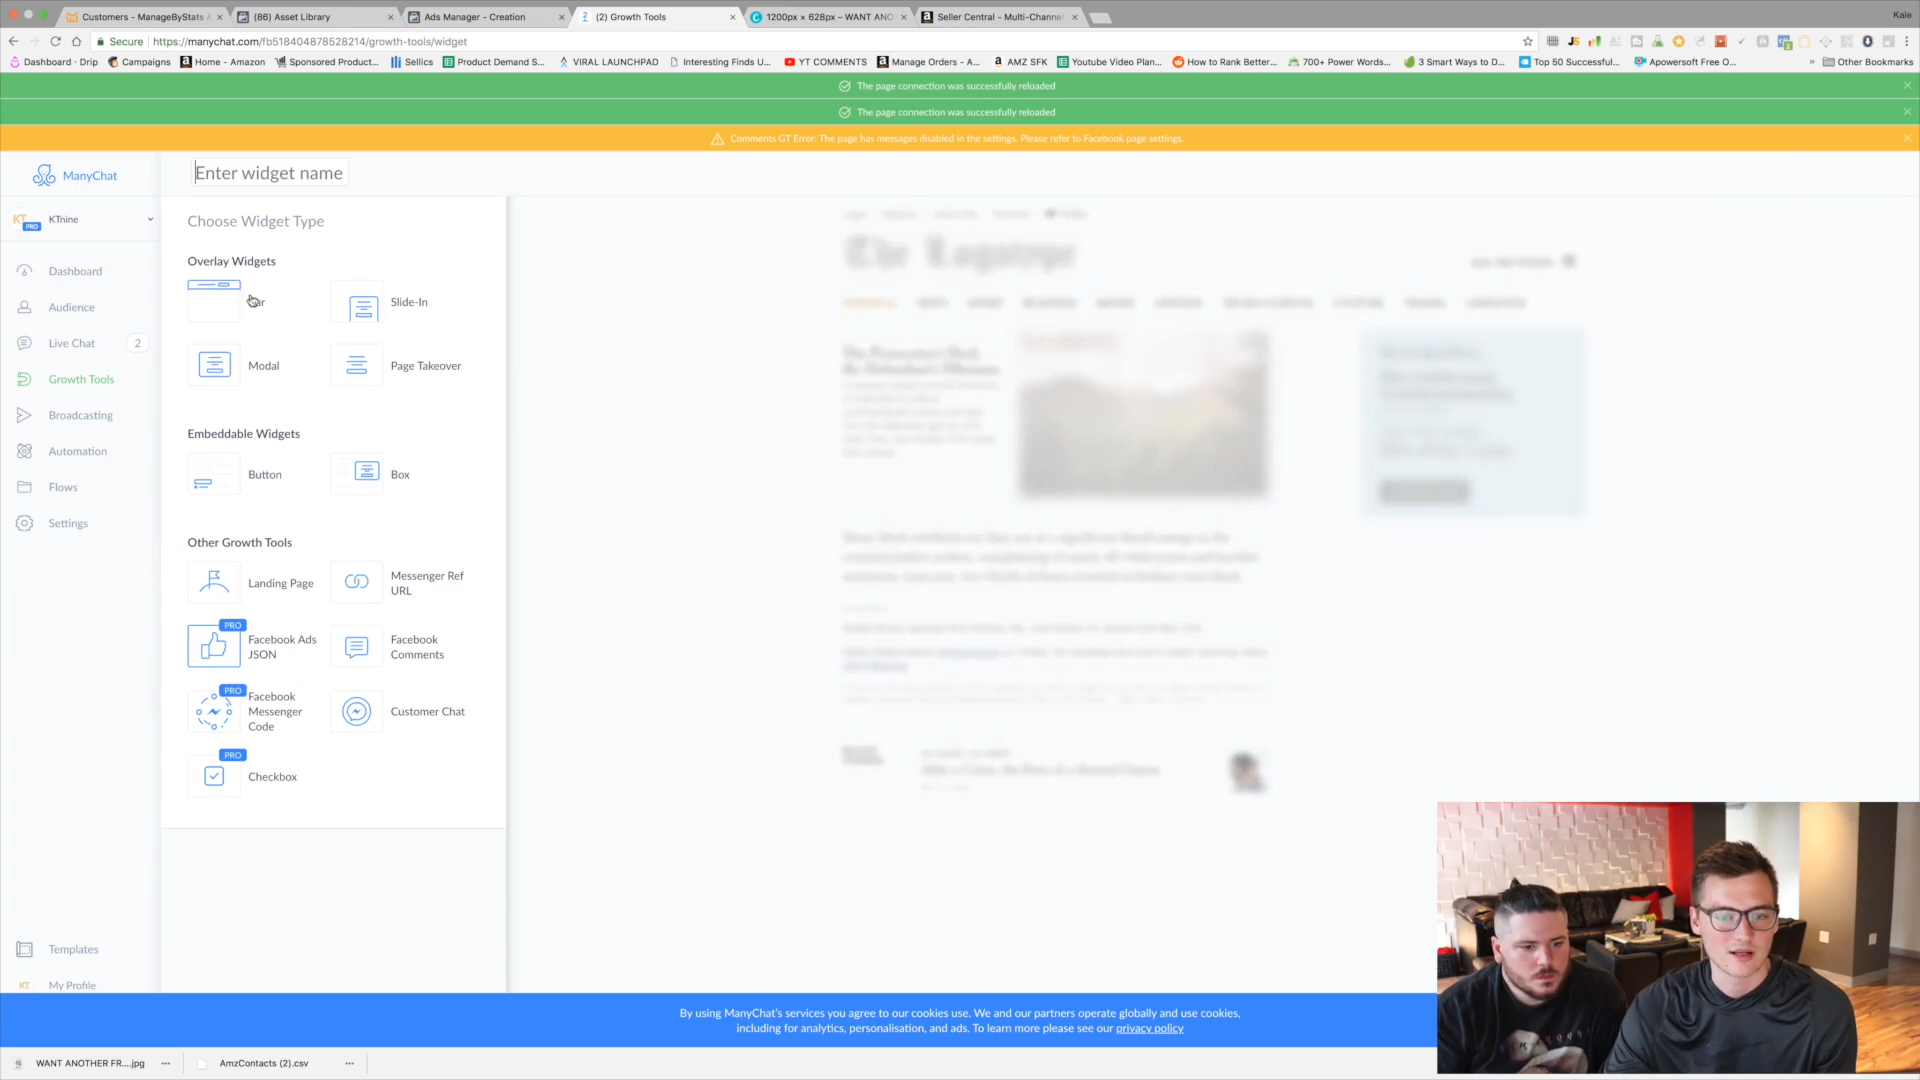 Customers - ManageByStats A
(86) Asset Library
Ads Manager - Creation
(2) Growth Tools
1200px × 628px – WANT ANO
Seller Central - Multi-Channel
Kale
Secure
https://manychat.com/fb518404878528214/growth-tools/widget
Dashboard · Drip
Campaigns
Home - Amazon
Sponsored Product...
Sellics
Product Demand S...
VIRAL LAUNCHPAD
Interesting Finds U...
YT COMMENTS
Manage Orders - A...
AMZ SFK
Youtube Video Plan...
How to Rank Better...
700+ Power Words...
3 Smart Ways to D...
Top 50 Successful...
Apowersoft Free O...
»
Other Bookmarks
The page connection was successfully reloaded
The page connection was successfully reloaded
Comments GT Error: The page has messages disabled in the settings. Please refer to Facebook page settings.
ManyChat
Enter widget name
KT
PRO
KTnine
Choose Widget Type
Overlay Widgets
Slide-In
Modal
Page Takeover
Embeddable Widgets
Button
Box
Other Growth Tools
Landing Page
Messenger Ref
URL
PRO
Facebook Ads
JSON
Facebook
Comments
PRO
Facebook
Messenger
Code
Customer Chat
PRO
Checkbox
Dashboard
Audience
Live Chat
2
Growth Tools
Broadcasting
Automation
Flows
Settings
Templates
KT
My Profile
By using ManyChat's services you agree to our cookies use. We and our partners operate globally and use cookies,
including for analytics, personalisation, and ads. To learn more please see our privacy policy
WANT ANOTHER FR....jpg
AmzContacts (2).csv